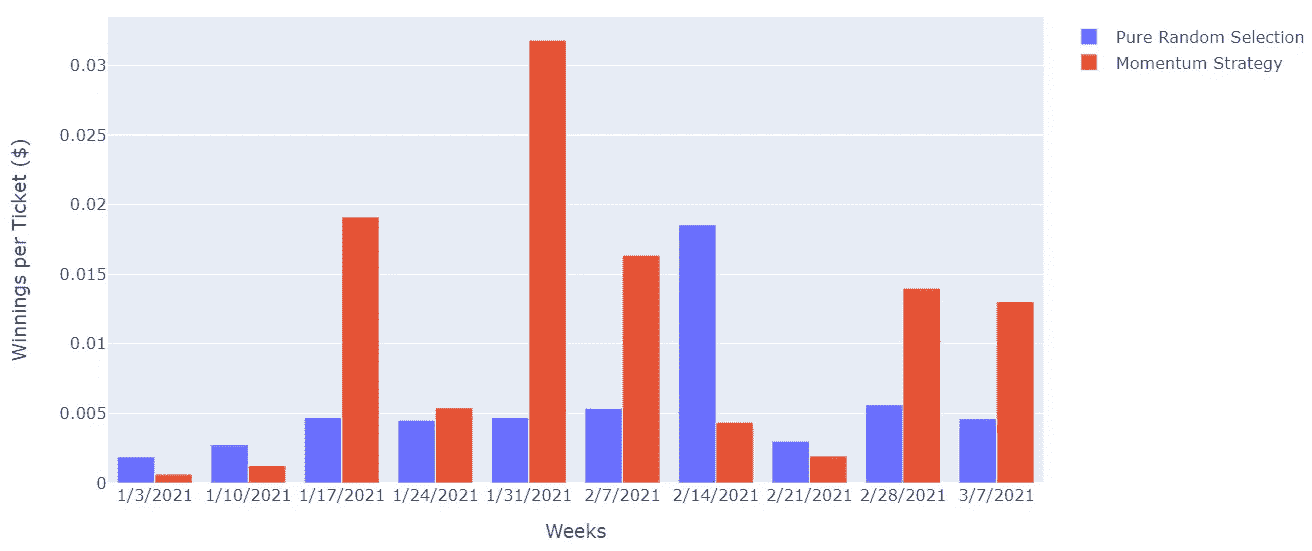 Pure Random Selection
Momentum Strategy
Winnings per Ticket ($)
0.03
0.025
0.02
0.015
0.01
0.005
0
1/3/2021 1/10/2021 1/17/2021 1/24/2021 1/31/2021 2/7/2021 2/14/2021 2/21/2021 2/28/2021 3/7/2021
Weeks